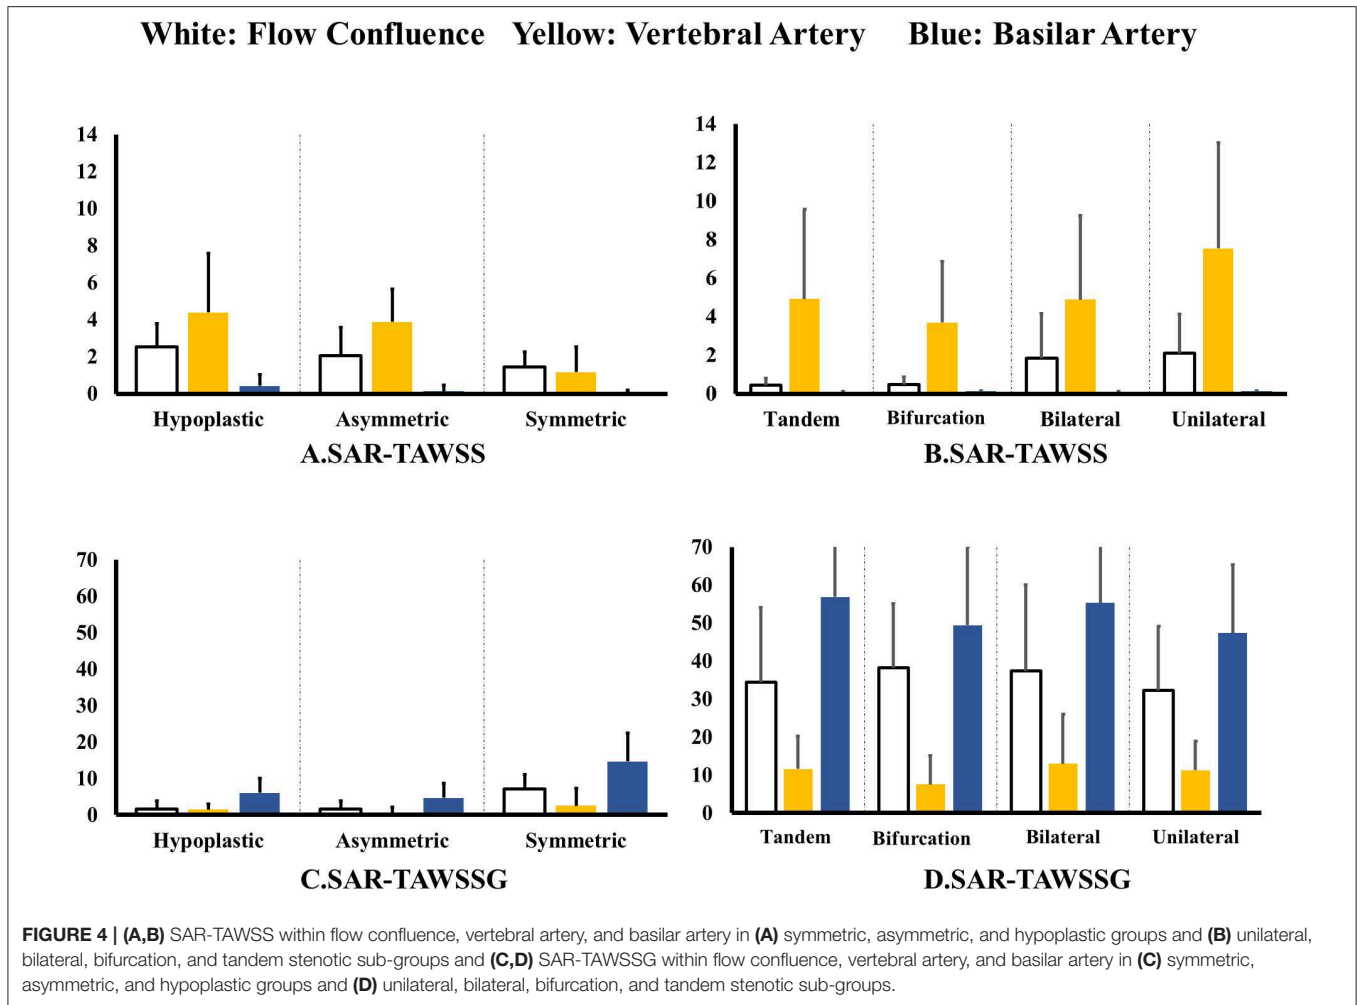 White: Flow Confluence Yellow: Vertebral Artery Blue: Basilar Artery
14
12
10
8
6
4
2
0
Hypoplastic Asymmetric Symmetric
A.SAR-TAWSS
14
12
10
8
6
4
2
0
Tandem Bifurcation Bilateral Unilateral
B.SAR-TAWSS
70
60
50
40
30
20
10
0
Hypoplastic Asymmetric Symmetric
C.SAR-TAWSSG
70
60
50
40
30
20
10
0
Tandem Bifurcation Bilateral Unilateral
D.SAR-TAWSSG
FIGURE 4 | (A,B) SAR-TAWSS within flow confluence, vertebral artery, and basilar artery in (A) symmetric, asymmetric, and hypoplastic groups and (B) unilateral,
bilateral, bifurcation, and tandem stenotic sub-groups and (C,D) SAR-TAWSSG within flow confluence, vertebral artery, and basilar artery in (C) symmetric,
asymmetric, and hypoplastic groups and (D) unilateral, bilateral, bifurcation, and tandem stenotic sub-groups.